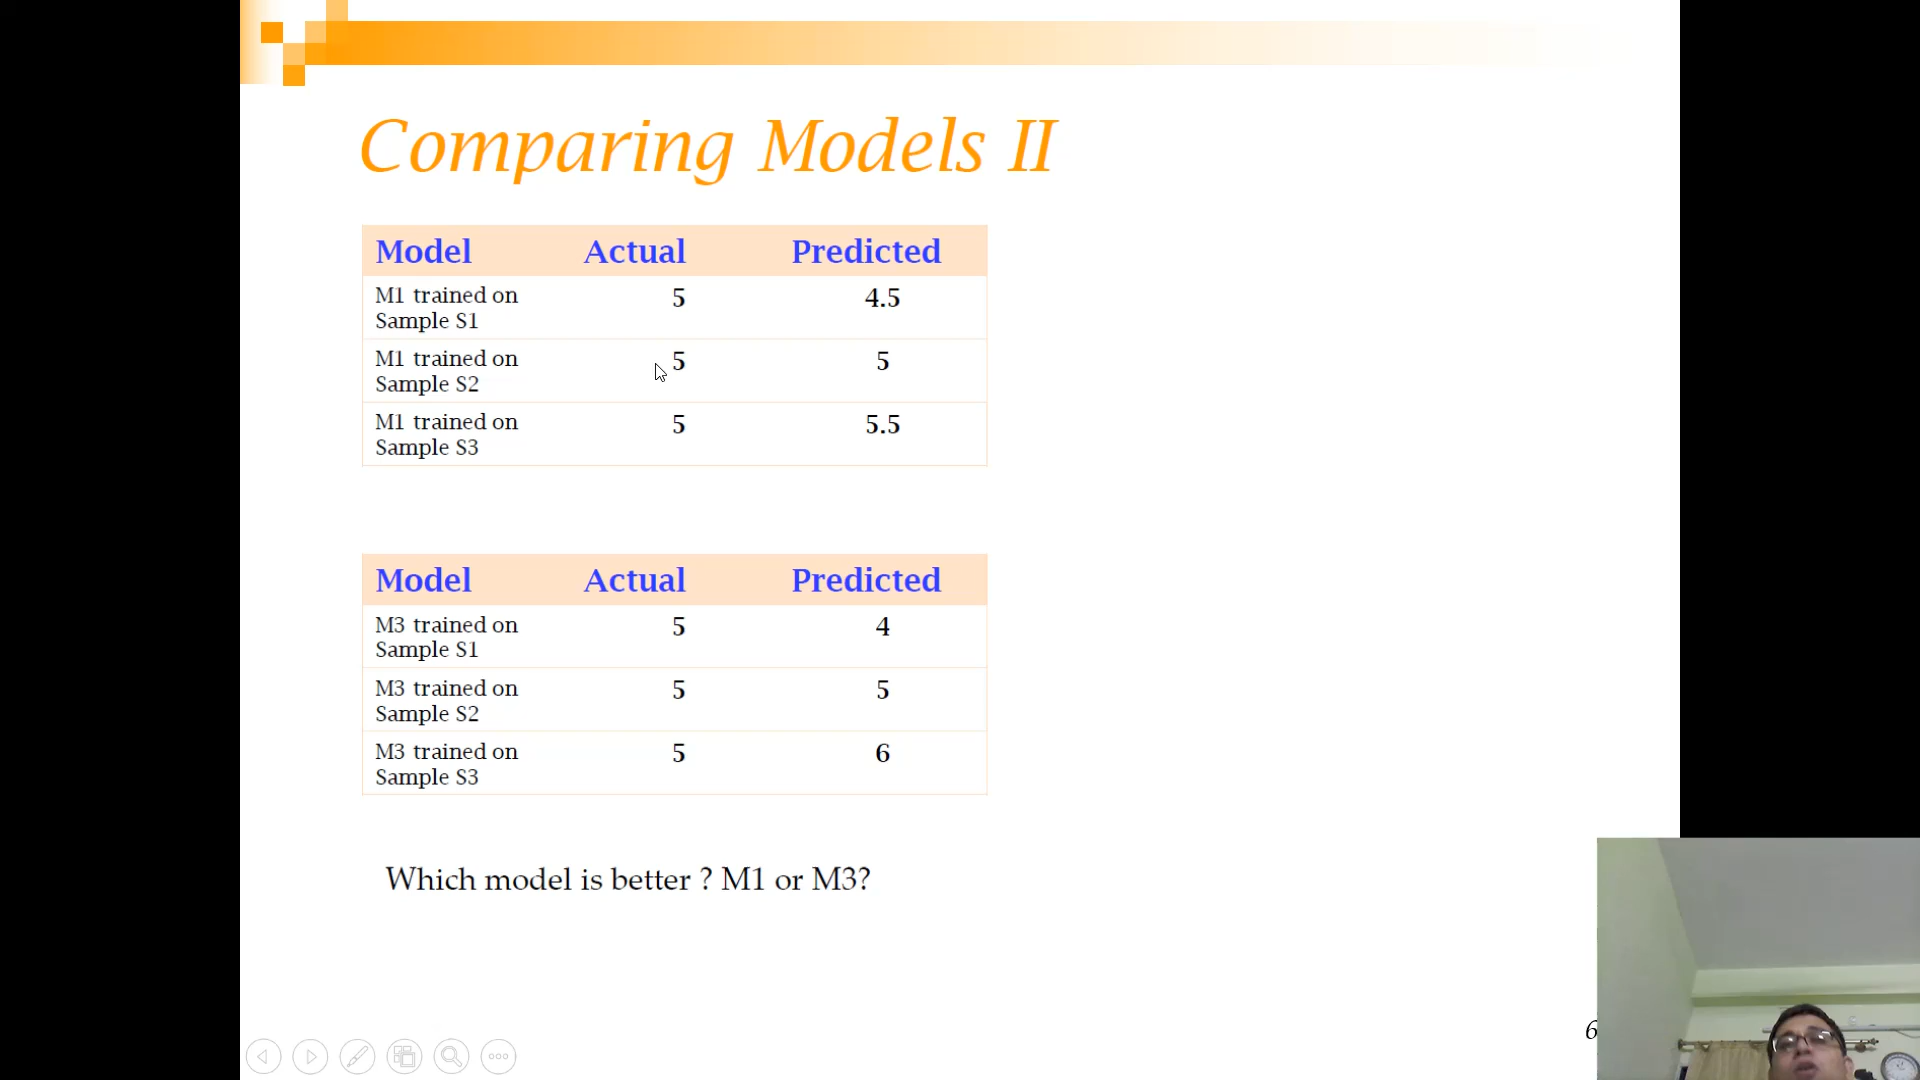 Comparing Models II
Model Actual Predicted
M1 trained on 5 4.5
Sample S1
M1 trained on 5 5
Sample S2
M1 trained on 5 5.5
Sample S3
Model Actual Predicted
M3 trained on 5 4
Sample S1
M3 trained on 5 5
Sample S2
M3 trained on 5 6
Sample S3
Which model is better ? M1 or M3?
6